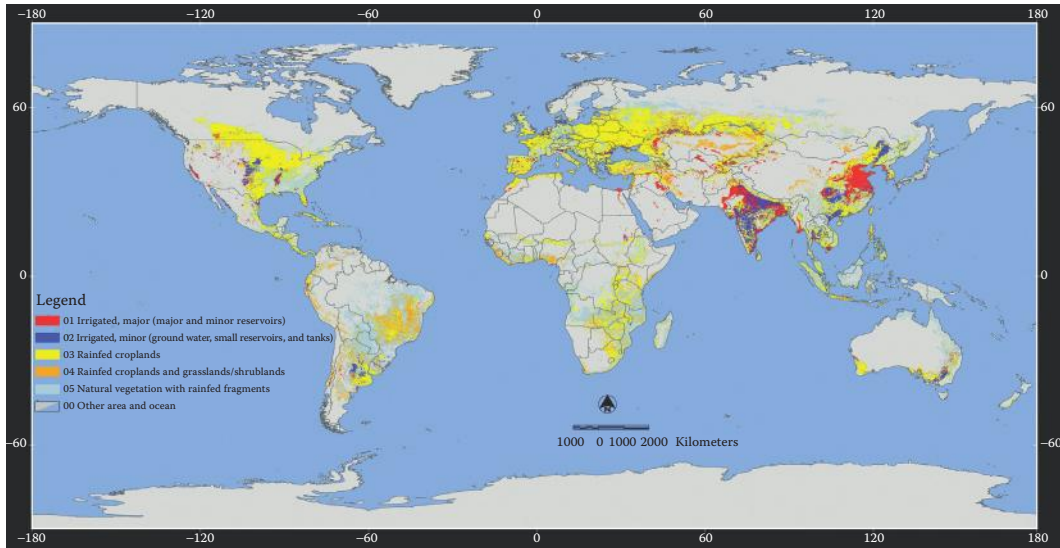 −180 −120 −60 0 60 120 180
60 60
0 0
Legend
01 Irrigated, major (major and minor reservoirs)
02 Irrigated, minor (ground water, small reservoirs, and tanks)
03 Rainfed croplands
04 Rainfed croplands and grasslands/shrublands
05 Natural vegetation with rainfed fragments
00 Other area and ocean
1000 0 1000 2000 Kilometers
−60 −60
−180 −120 −60 0 60 120 180